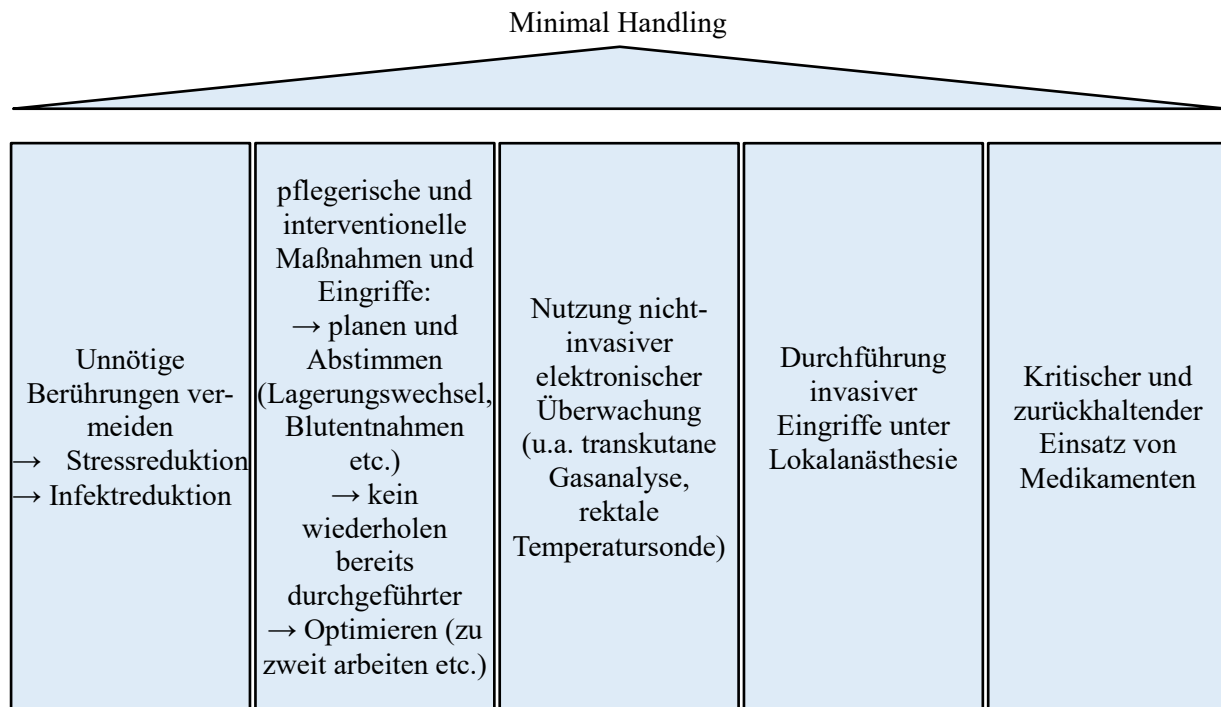 Minimal Handling
Unnötige
Berührungen ver-
meiden
→ Stressreduktion
→ Infektreduktion
pflegerische und
interventionelle
Maßnahmen und
Eingriffe:
→ planen und
Abstimmen
(Lagerungswechsel,
Blutentnahmen
etc.)
→ kein
wiederholen
bereits
durchgeführter
→ Optimieren (zu
zweit arbeiten etc.)
Nutzung nicht-
invasiver
elektronischer
Überwachung
(u.a. transkutane
Gasanalyse,
rektale
Temperatursonde)
Durchführung
invasiver
Eingriffe unter
Lokalanästhesie
Kritischer und
zurückhaltender
Einsatz von
Medikamenten